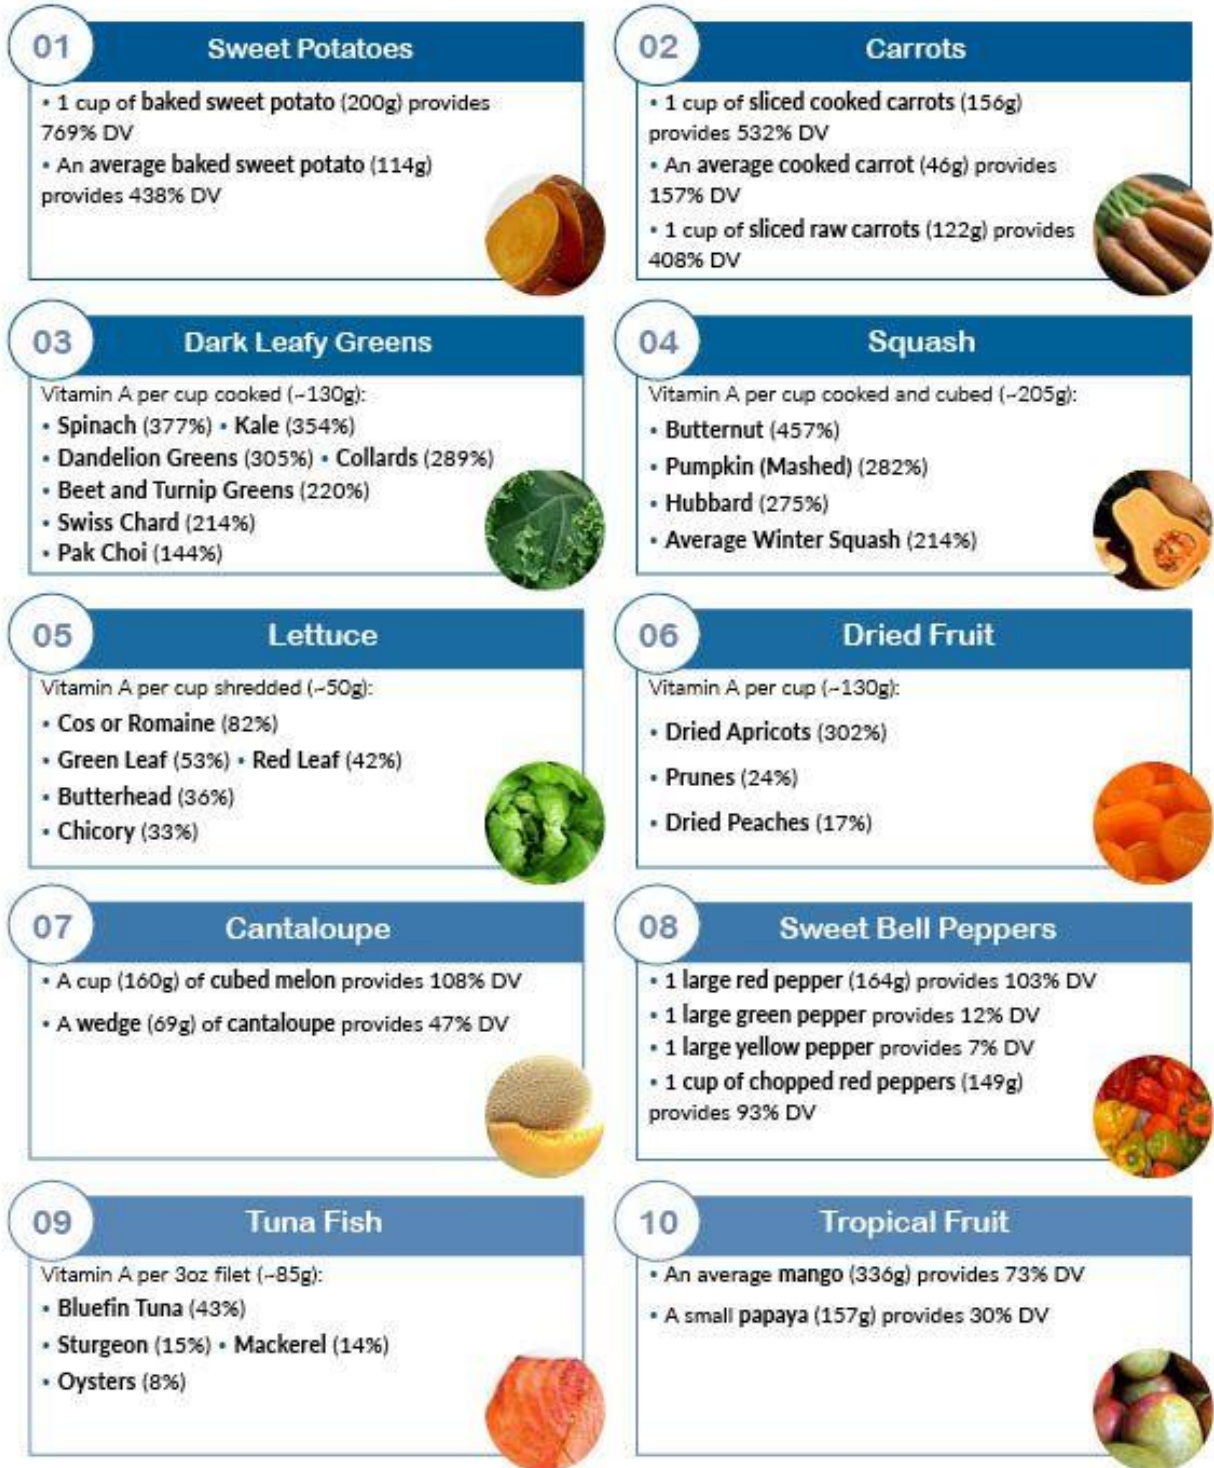 01
Sweet Potatoes
• 1 cup of baked sweet potato (200g) provides
769% DV
• An average baked sweet potato (114g)
provides 438% DV
02
Carrots
• 1 cup of sliced cooked carrots (156g)
provides 532% DV
• An average cooked carrot (46g) provides
157% DV
• 1 cup of sliced raw carrots (122g) provides
408% DV
03
Dark Leafy Greens
Vitamin A per cup cooked (~130g):
• Spinach (377%) • Kale (354%)
• Dandelion Greens (305%) • Collards (289%)
• Beet and Turnip Greens (220%)
• Swiss Chard (214%)
• Pak Choi (144%)
04
Squash
Vitamin A per cup cooked and cubed (~205g):
• Butternut (457%)
• Pumpkin (Mashed) (282%)
• Hubbard (275%)
• Average Winter Squash (214%)
05
Lettuce
Vitamin A per cup shredded (~50g):
• Cos or Romaine (82%)
• Green Leaf (53%) • Red Leaf (42%)
• Butterhead (36%)
• Chicory (33%)
06
Dried Fruit
Vitamin A per cup (~130g):
• Dried Apricots (302%)
• Prunes (24%)
• Dried Peaches (17%)
07
Cantaloupe
• A cup (160g) of cubed melon provides 108% DV
• A wedge (69g) of cantaloupe provides 47% DV
08
Sweet Bell Peppers
• 1 large red pepper (164g) provides 103% DV
• 1 large green pepper provides 12% DV
• 1 large yellow pepper provides 7% DV
• 1 cup of chopped red peppers (149g)
provides 93% DV
09
Tuna Fish
Vitamin A per 3oz filet (~85g):
• Bluefin Tuna (43%)
• Sturgeon (15%) • Mackerel (14%)
• Oysters (8%)
10
Tropical Fruit
• An average mango (336g) provides 73% DV
• A small papaya (157g) provides 30% DV